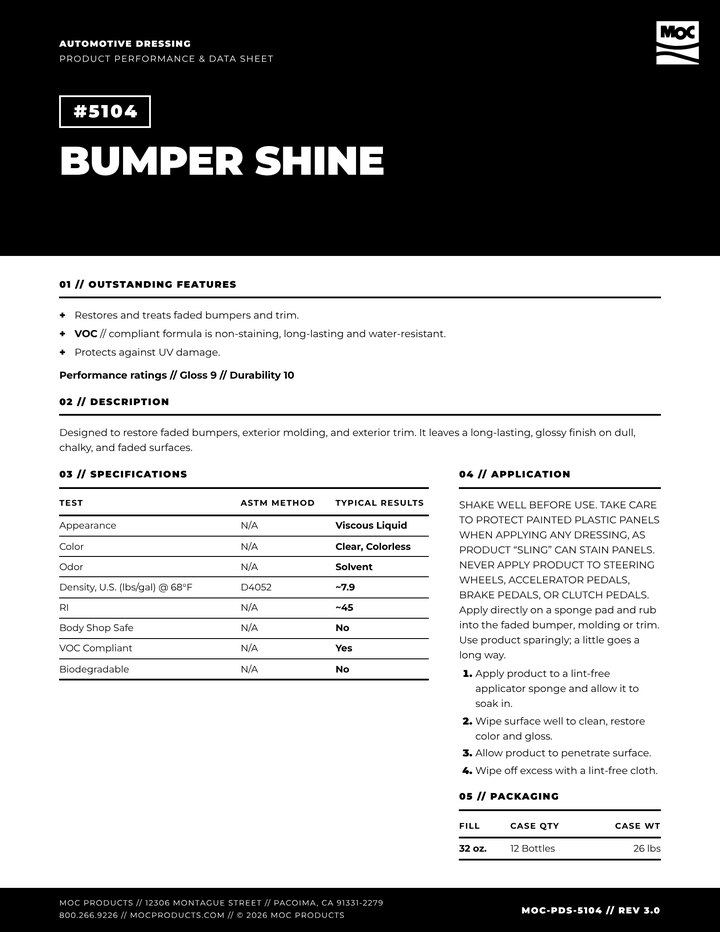 AUTOMOTIVE DRESSING
PRODUCT PERFORMANCE & DATA SHEET
MOC
#5104
BUMPER SHINE
01 // OUTSTANDING FEATURES
+ Restores and treats faded bumpers and trim.
+ VOC // compliant formula is non-staining, long-lasting and water-resistant.
+ Protects against UV damage.
Performance ratings // Gloss 9 // Durability 10
02 // DESCRIPTION
Designed to restore faded bumpers, exterior molding, and exterior trim. It leaves a long-lasting, glossy finish on dull,
chalky, and faded surfaces.
03 // SPECIFICATIONS
TEST ASTM METHOD TYPICAL RESULTS
Appearance N/A Viscous Liquid
Color N/A Clear, Colorless
Odor N/A Solvent
Density, U.S. (lbs/gal) @ 68°F D4052 ~7.9
RI N/A ~45
Body Shop Safe N/A No
VOC Compliant N/A Yes
Biodegradable N/A No
04 // APPLICATION
SHAKE WELL BEFORE USE. TAKE CARE
TO PROTECT PAINTED PLASTIC PANELS
WHEN APPLYING ANY DRESSING, AS
PRODUCT “SLING” CAN STAIN PANELS.
NEVER APPLY PRODUCT TO STEERING
WHEELS, ACCELERATOR PEDALS,
BRAKE PEDALS, OR CLUTCH PEDALS.
Apply directly on a sponge pad and rub
into the faded bumper, molding or trim.
Use product sparingly; a little goes a
long way.
1. Apply product to a lint-free
applicator sponge and allow it to
soak in.
2. Wipe surface well to clean, restore
color and gloss.
3. Allow product to penetrate surface.
4. Wipe off excess with a lint-free cloth.
05 // PACKAGING
FILL CASE QTY CASE WT
32 oz. 12 Bottles 26 lbs
MOC PRODUCTS // 12306 MONTAGUE STREET // PACOIMA, CA 91331-2279
800.266.9226 // MOCPRODUCTS.COM // © 2026 MOC PRODUCTS
MOC-PDS-5104 // REV 3.0